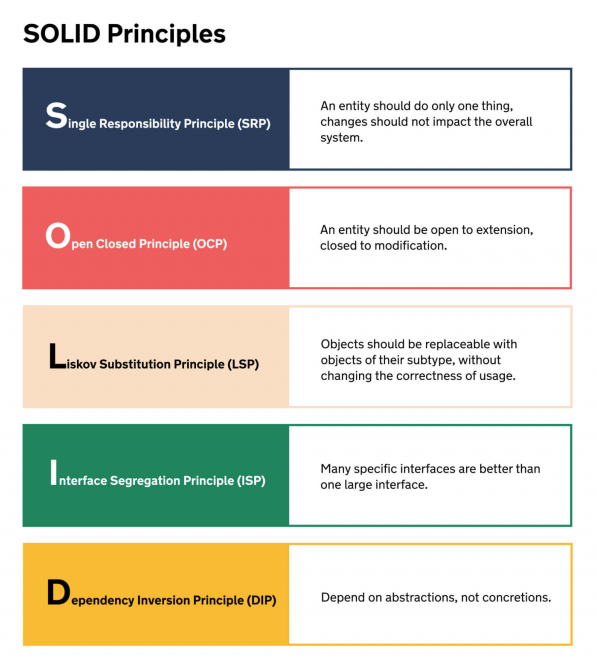 SOLID Principles
Single Responsibility Principle (SRP)
An entity should do only one thing,
changes should not impact the overall
system.
Open Closed Principle (OCP)
An entity should be open to extension,
closed to modification.
Liskov Substitution Principle (LSP)
Objects should be replaceable with
objects of their subtype, without
changing the correctness of usage.
Interface Segregation Principle (ISP)
Many specific interfaces are better than
one large interface.
Dependency Inversion Principle (DIP)
Depend on abstractions, not concretions.